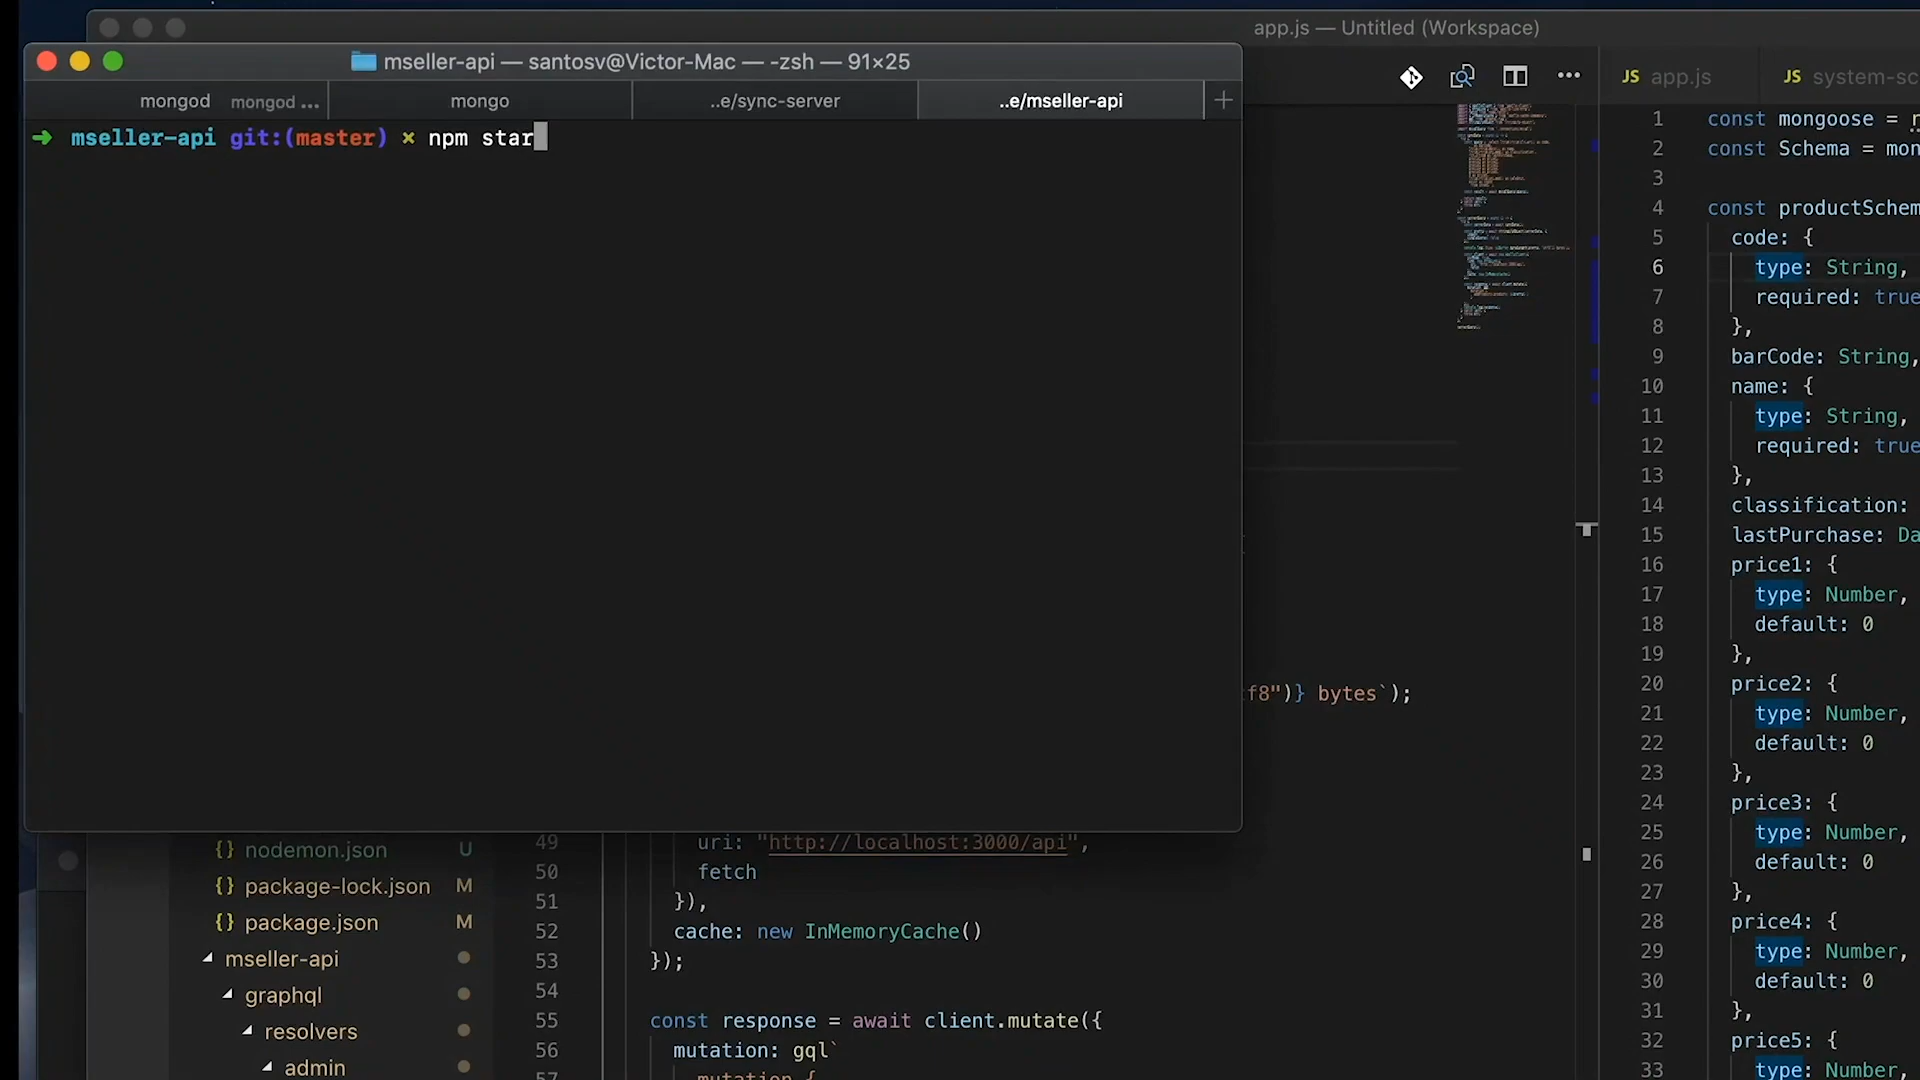 app.js — Untitled (Workspace)
mseller-api — santosv@Victor-Mac — -zsh — 91×25
mongod mongod ...
mongo
..e/sync-server
..e/mseller-api
+
➜ mseller-api git:(master) × npm star
JS app.js
JS system-sc
1 const mongoose = r
2 const Schema = mon
3
4 const productSchem
5 code: {
6 type: String,
7 required: true
8 },
9 barCode: String,
10 name: {
11 type: String,
12 required: true
13 },
14 classification:
15 lastPurchase: Da
16 price1: {
17 type: Number,
18 default: 0
19 },
20 price2: {
21 type: Number,
22 default: 0
23 },
24 price3: {
25 type: Number,
26 default: 0
27 },
28 price4: {
29 type: Number,
30 default: 0
31 },
32 price5: {
33 type: Number,
f8")} bytes`);
{} nodemon.json U
{} package-lock.json M
{} package.json M
mseller-api
graphql
resolvers
admin
49 uri: "http://localhost:3000/api",
50 fetch
51 }),
52 cache: new InMemoryCache()
53 });
54
55 const response = await client.mutate({
56 mutation: gql`
57 mutation {